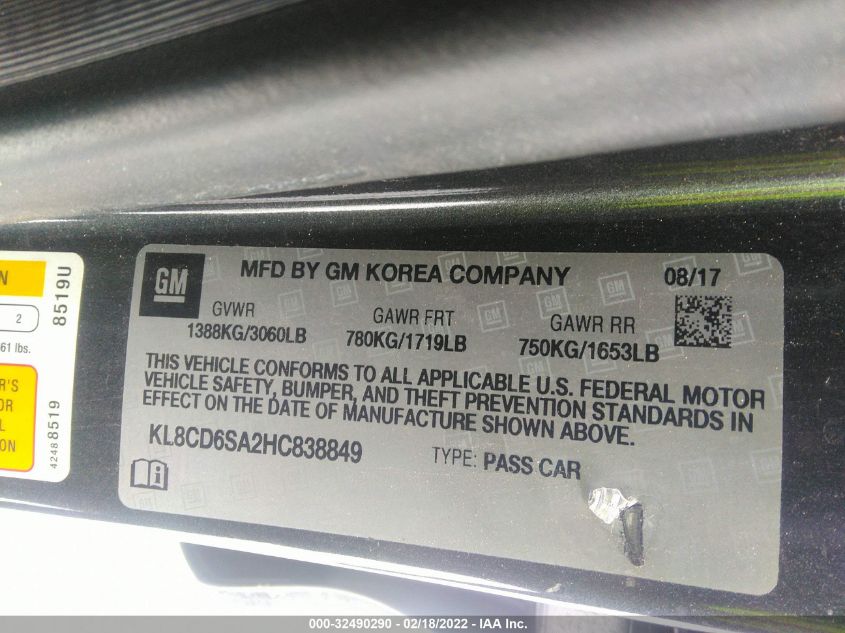 GM
MFD BY GM KOREA COMPANY
08/17
GVWR
1388KG/3060LB
GAWR FRT
780KG/1719LB
GAWR RR
750KG/1653LB
THIS VEHICLE CONFORMS TO ALL APPLICABLE U.S. FEDERAL MOTOR
VEHICLE SAFETY, BUMPER, AND THEFT PREVENTION STANDARDS IN
EFFECT ON THE DATE OF MANUFACTURE SHOWN ABOVE.
KL8CD6SA2HC838849
TYPE: PASS CAR
2
61 lbs.
8519U
42488519
000-32490290 - 02/18/2022 - IAA Inc.